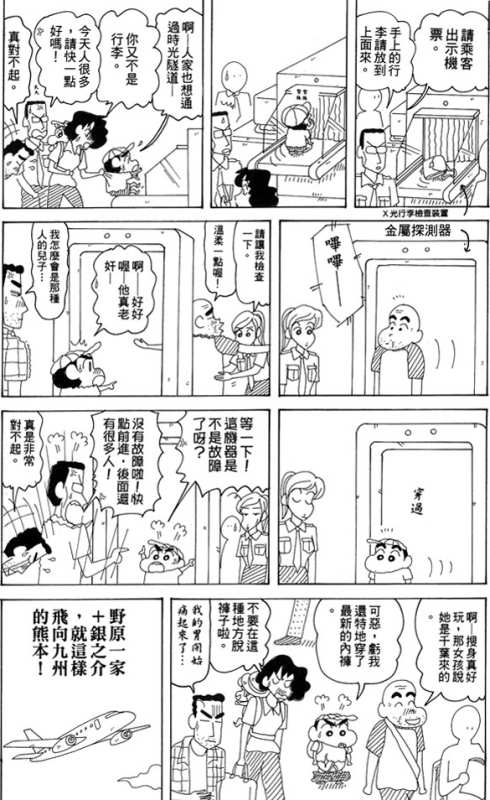 請乘客
出示機
票。
手上的行
李請放到
上面來。
X光行李檢查裝置
啊—人家也想通
過時光隧道—
你又不是
行李。
今天人很多
，請快一點
好嗎！
真對不起。
金屬探測器
嗶嗶—
請讓我檢查
一下。
溫柔一點喔！
啊—好好
喔！他真老
奸—
我怎麼會是那種
人的兒子…
穿過
等一下！
這機器是
不是故障
了呀？
沒有故障啦！快
點前進，後面還
有很多人！
真是非常
對不起。
啊，搜身真好
玩，那女孩說
她是千葉來的
。
可惡，虧我
還特地穿了
最新的內褲
。
不要在這
種地方脫
褲子啦。
我的胃開始
痛起來了…
野原一家
＋銀之介
，就這樣
飛向九州
的熊本！